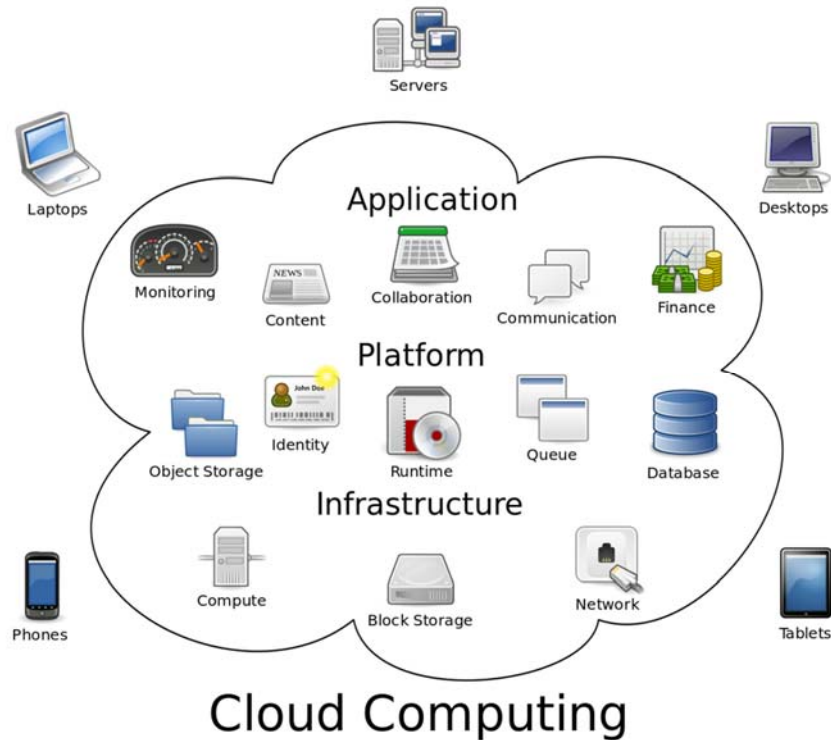 Servers
Laptops
Desktops
Application
Monitoring
NEWS
Content
Collaboration
Communication
Finance
Platform
John Doe
Object Storage
Identity
Runtime
Queue
Database
Infrastructure
Compute
Block Storage
Network
Phones
Tablets
Cloud Computing